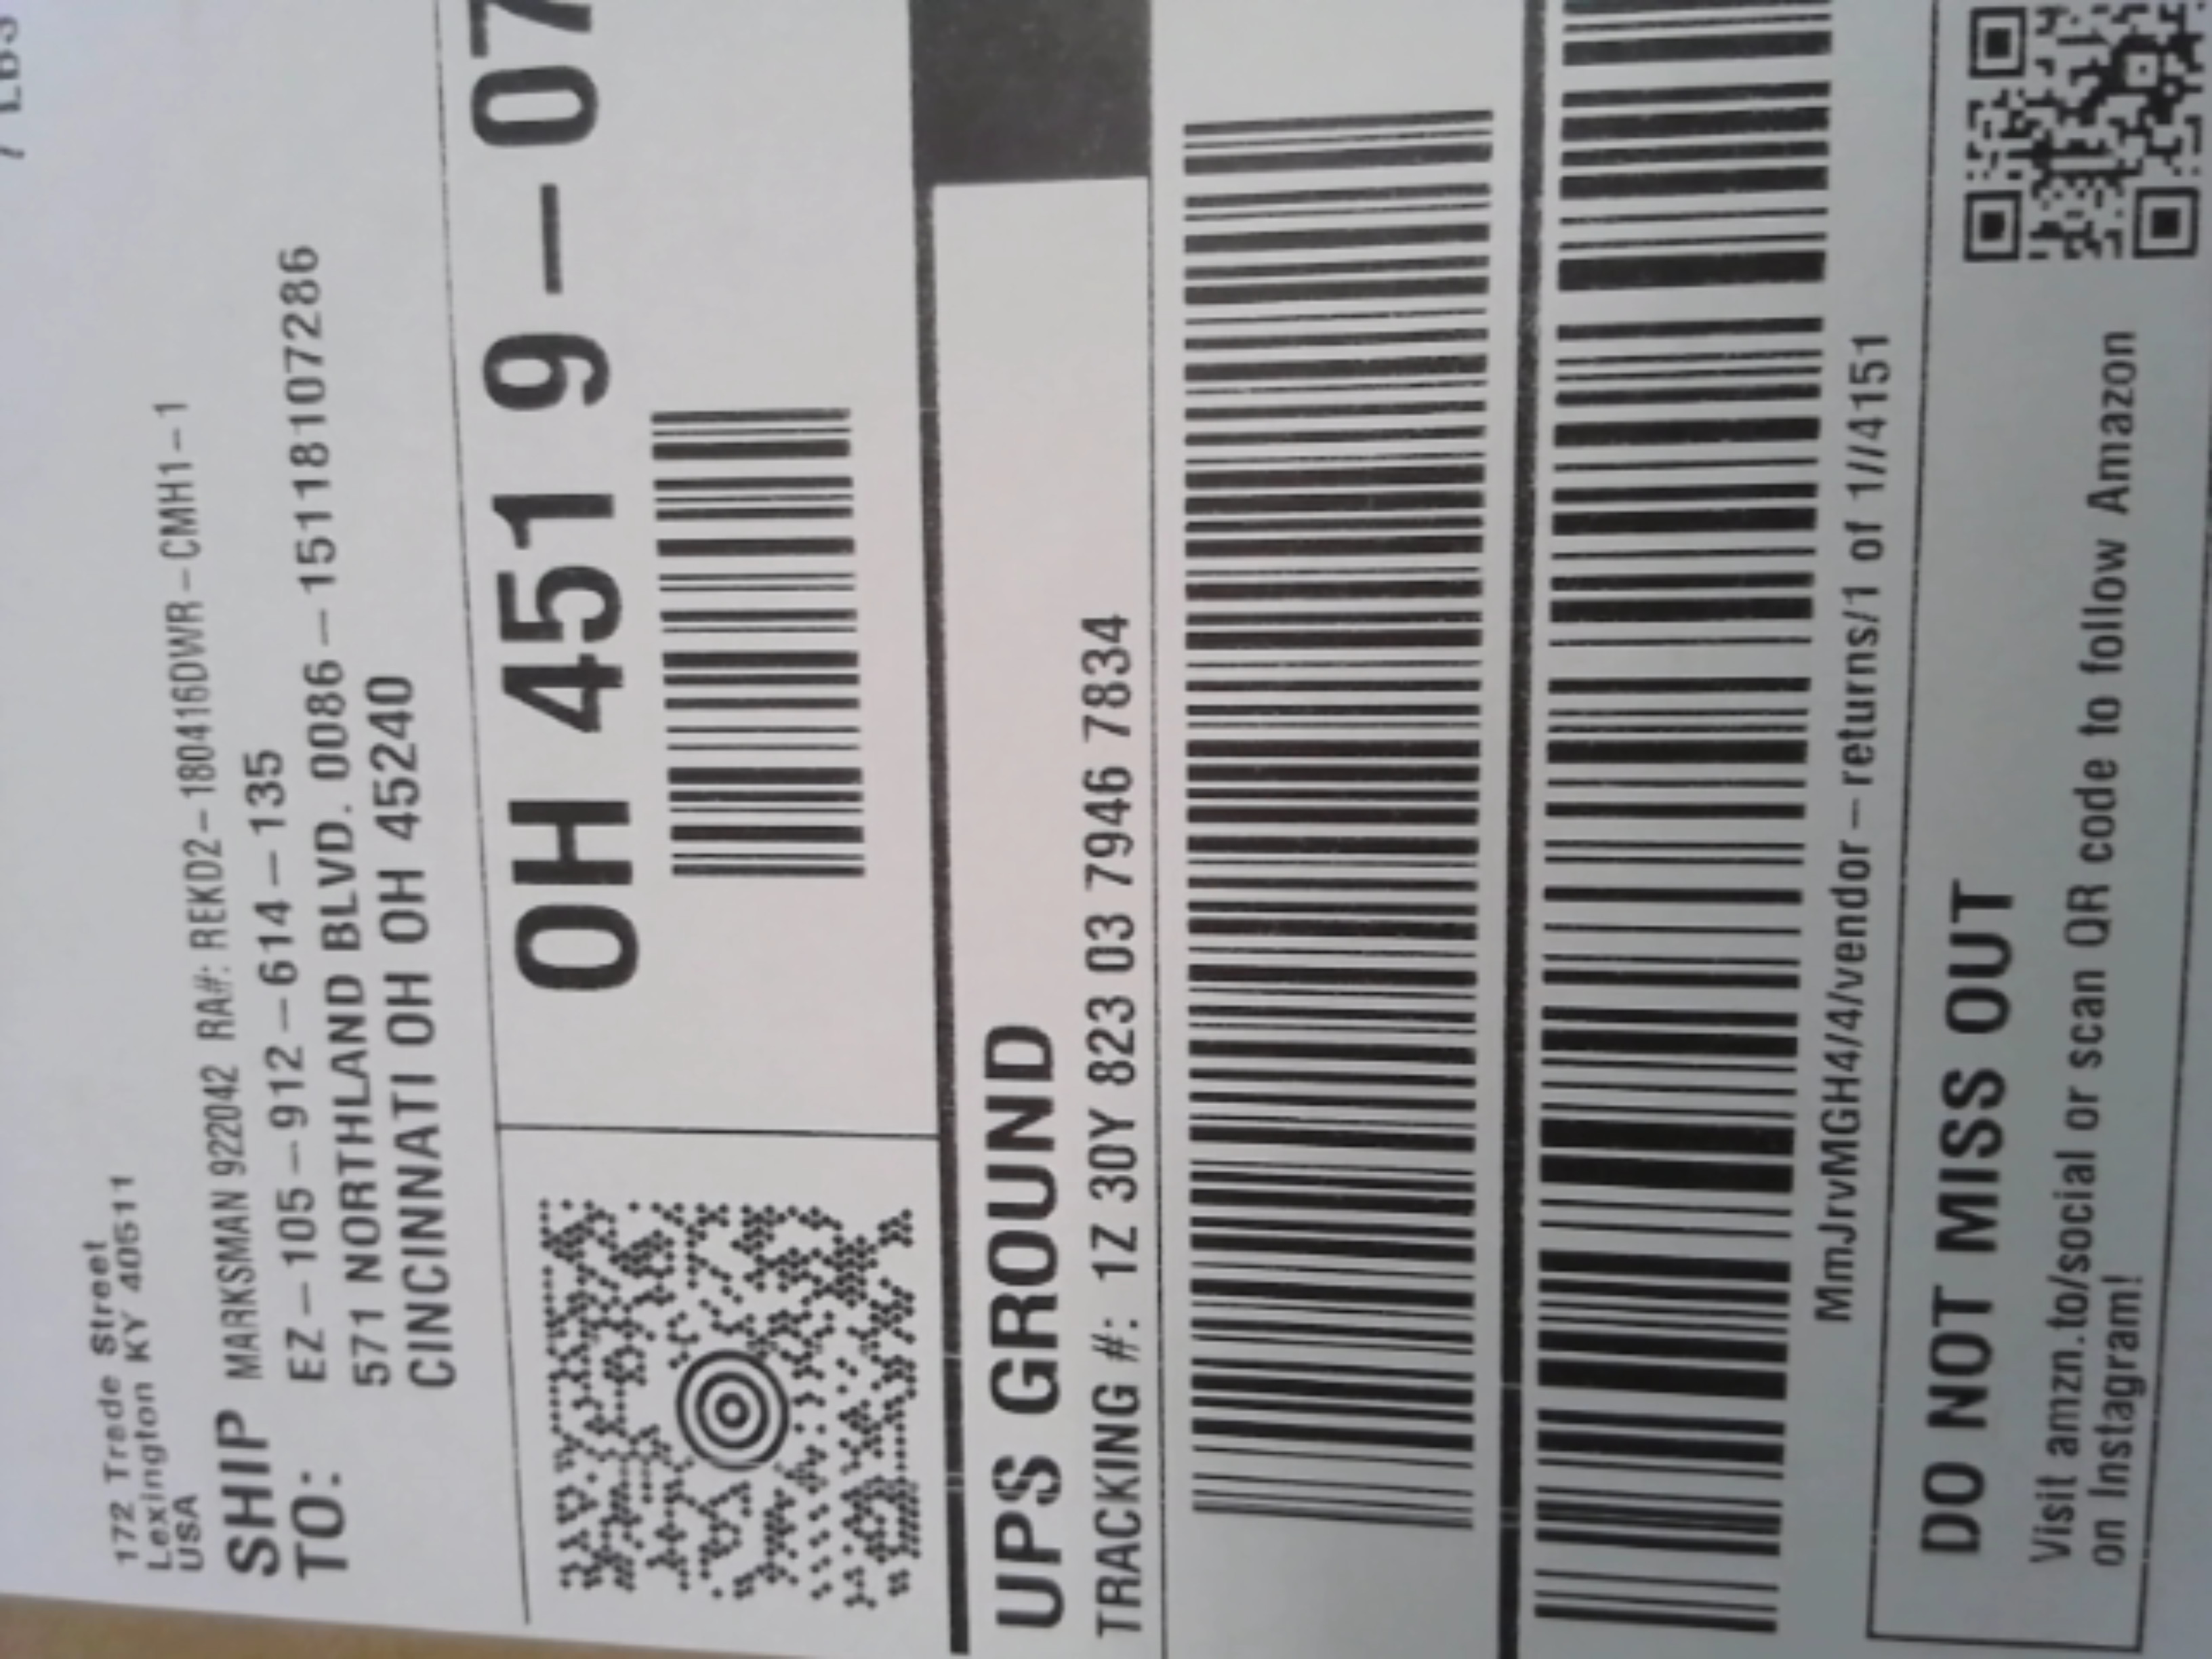 172 Trade Street
Lexington KY 40511
USA
SHIP TO:
MARKSMAN 922042 RA#: REKD2-180416DWR-CMH1-1
EZ-105-912-614-135
571 NORTHLAND BLVD. 0086-151181072​86
CINCINNATI OH OH 45240
OH 451 9-07
UPS GROUND
TRACKING #: 1Z 30Y 823 03 7946 7834
MmJrvMGH4/4/vendor-returns/1 of 1//4151
DO NOT MISS OUT
Visit amzn.to/social or scan QR code to follow Amazon
on Instagram!